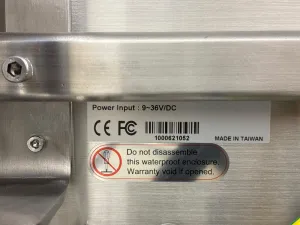 Power Input : 9~36V/DC
CE FC
1000821052
MADE IN TAIWAN
Do not disassemble
this waterproof enclosure.
Warranty void if opened.